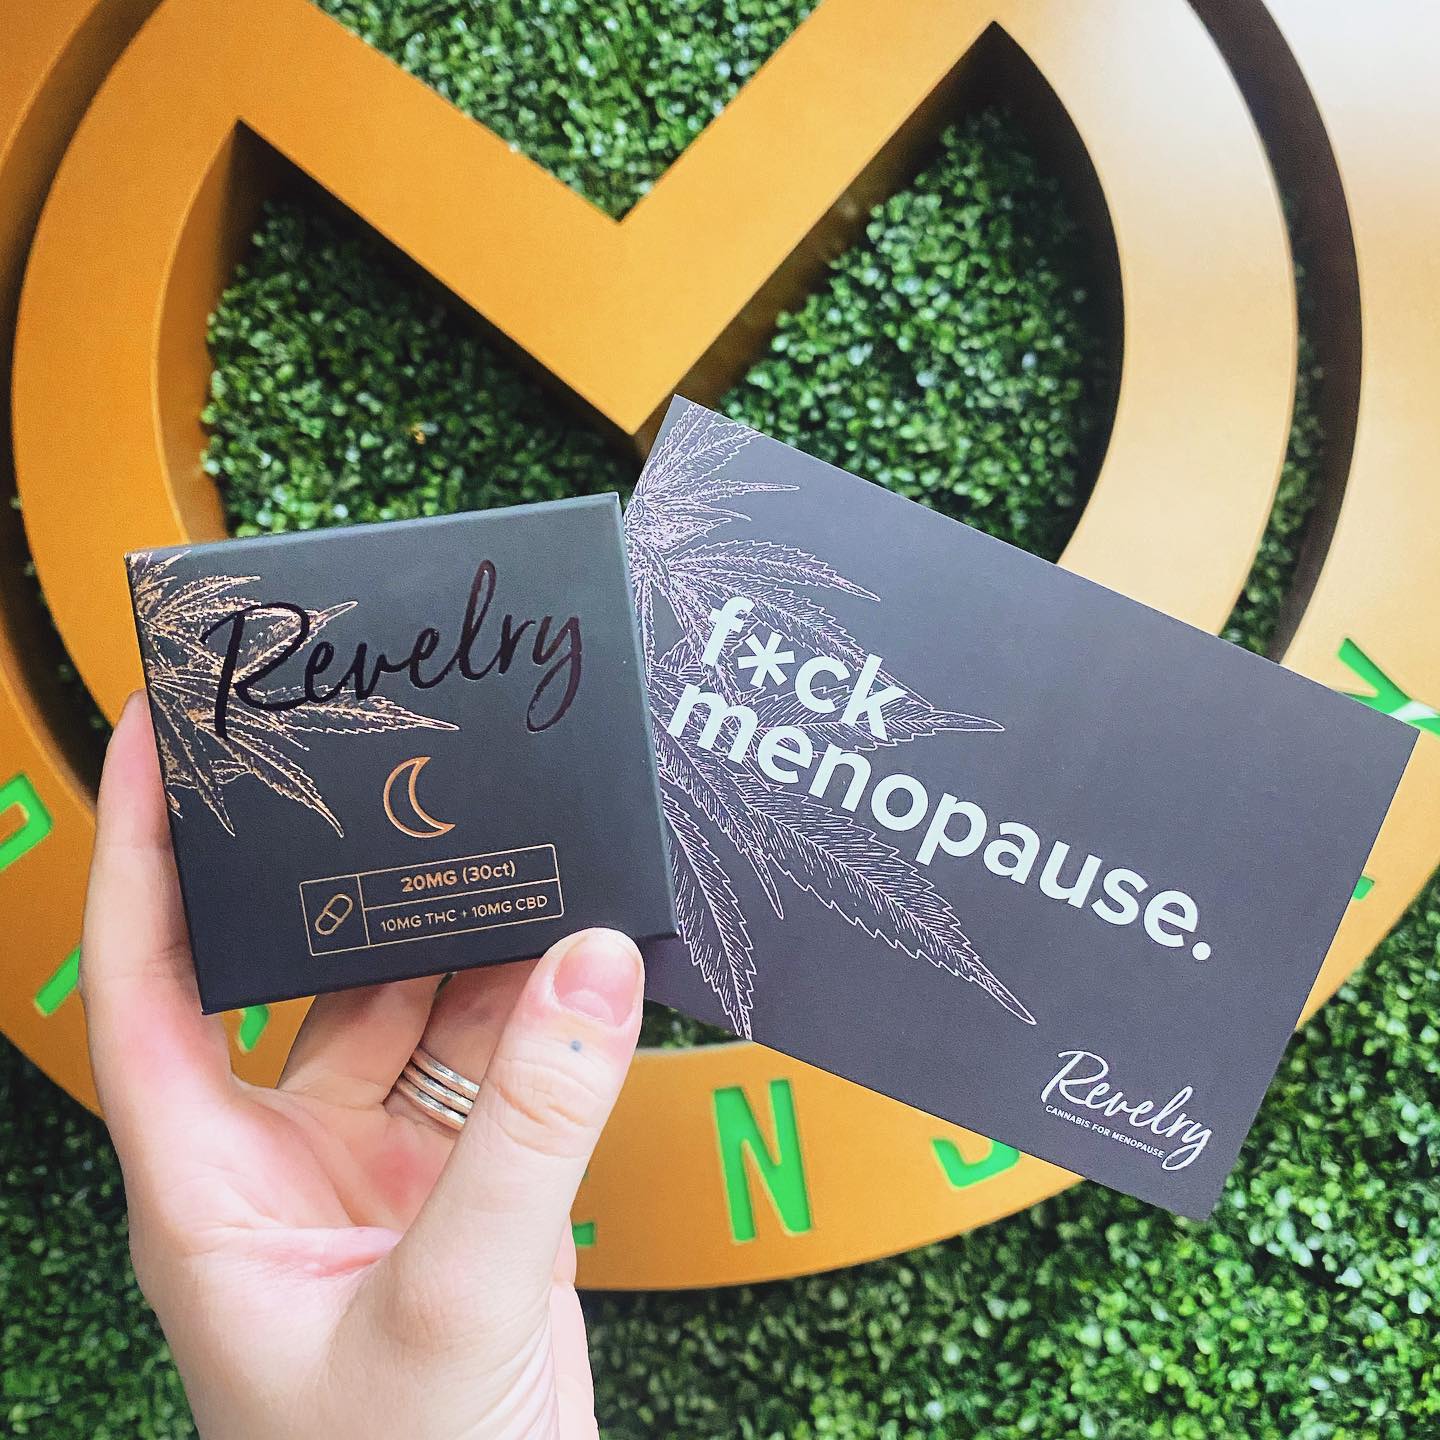 Revelry
20MG (30ct)
10MG THC + 10MG CBD
f*ck
menopause.
Revelry
CANNABIS FOR MENOPAUSE